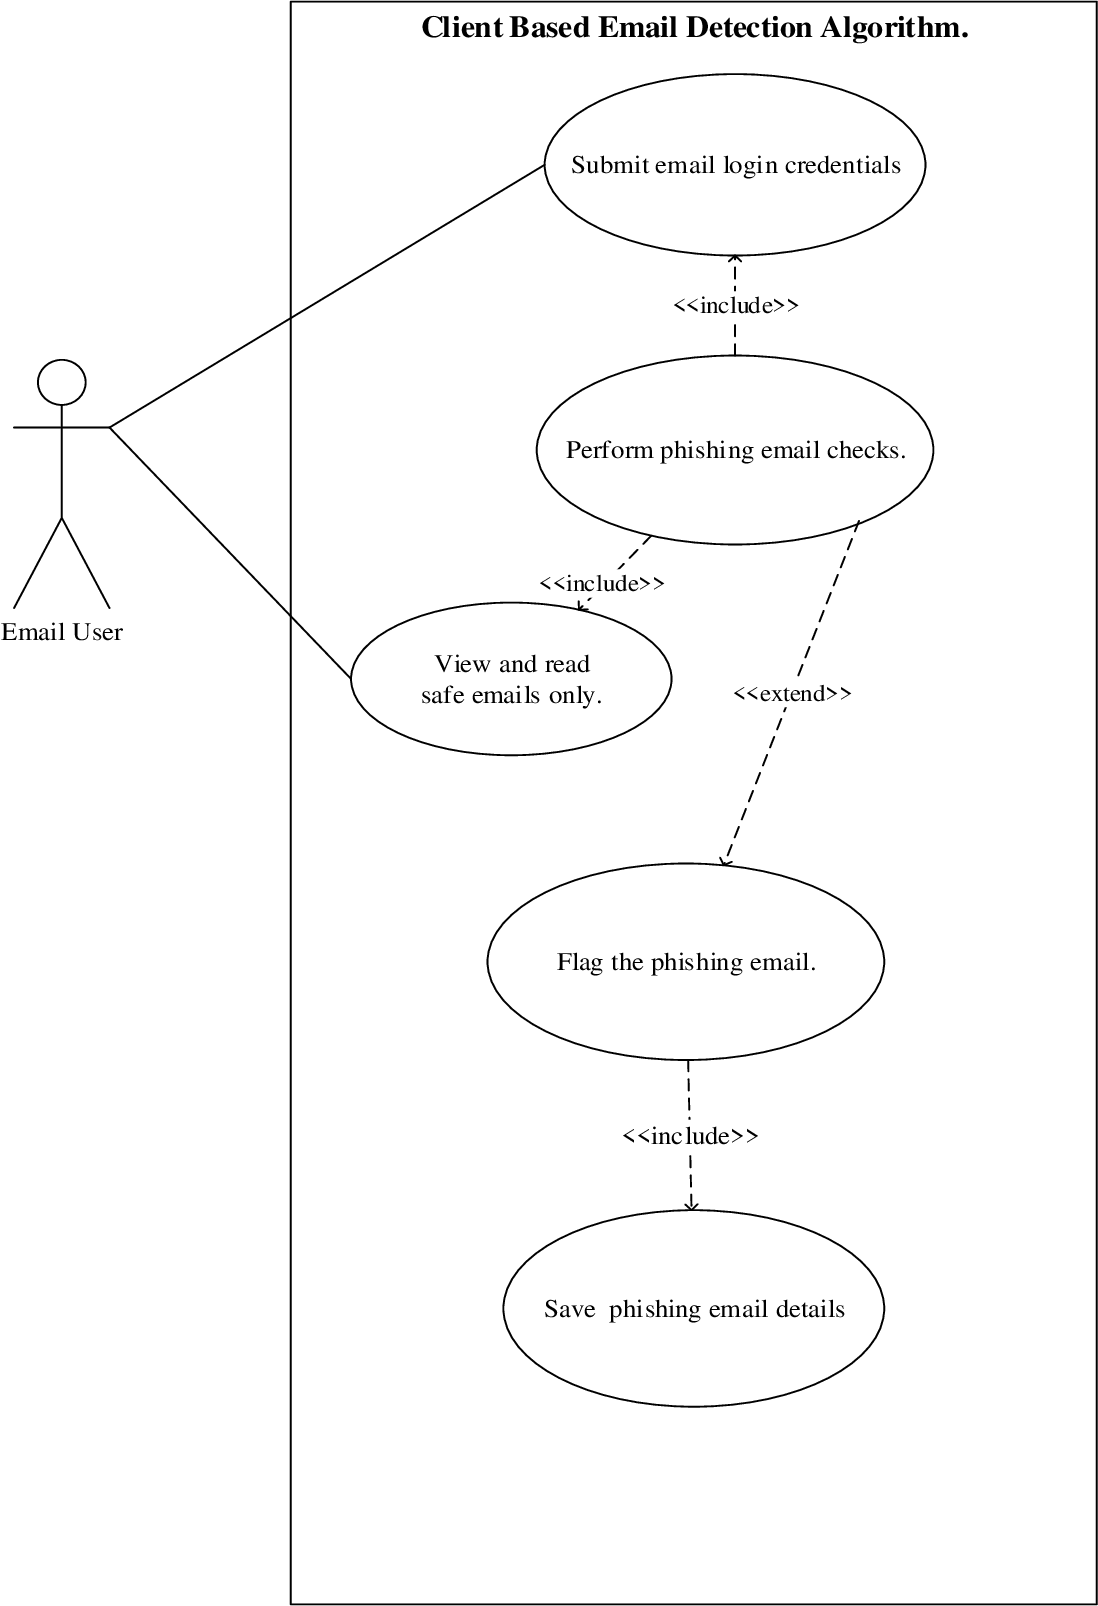 Client Based Email Detection Algorithm.
Submit email login credentials
<<include>>
Perform phishing email checks.
<<include>>
Email User
View and read
safe emails only.
<<extend>>
Flag the phishing email.
<<include>>
Save  phishing email details